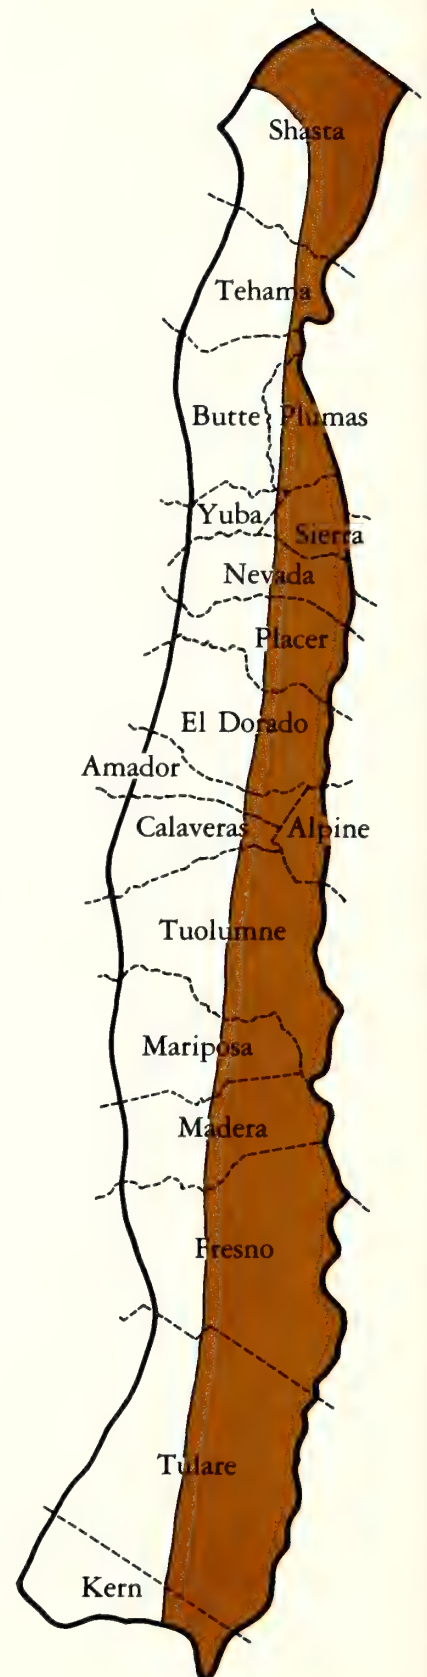 Shasta
Tehama
Butte
Plumas
Yuba
Sierra
Nevada
Placer
El Dorado
Amador
Calaveras
Alpine
Tuolumne
Mariposa
Madera
Fresno
Tulare
Kern